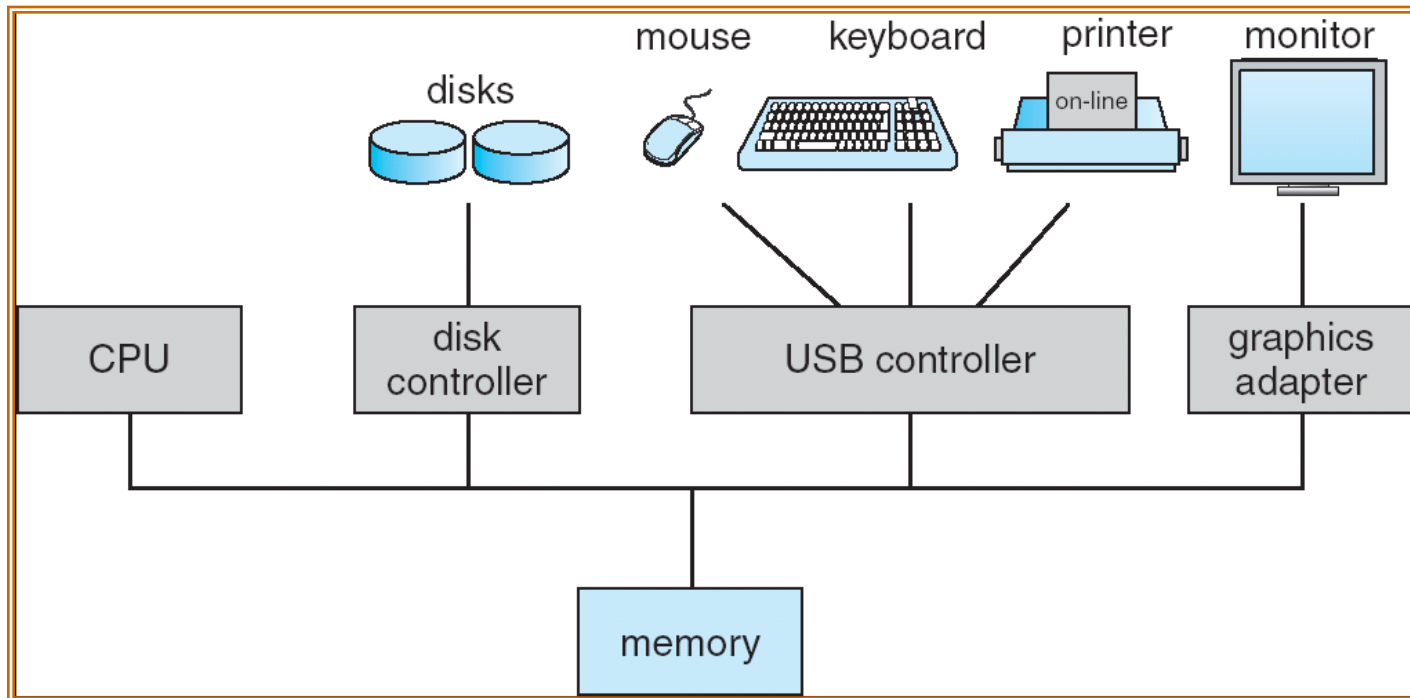 mouse
keyboard
printer
monitor
disks
on-line
CPU
disk
controller
USB controller
graphics
adapter
memory